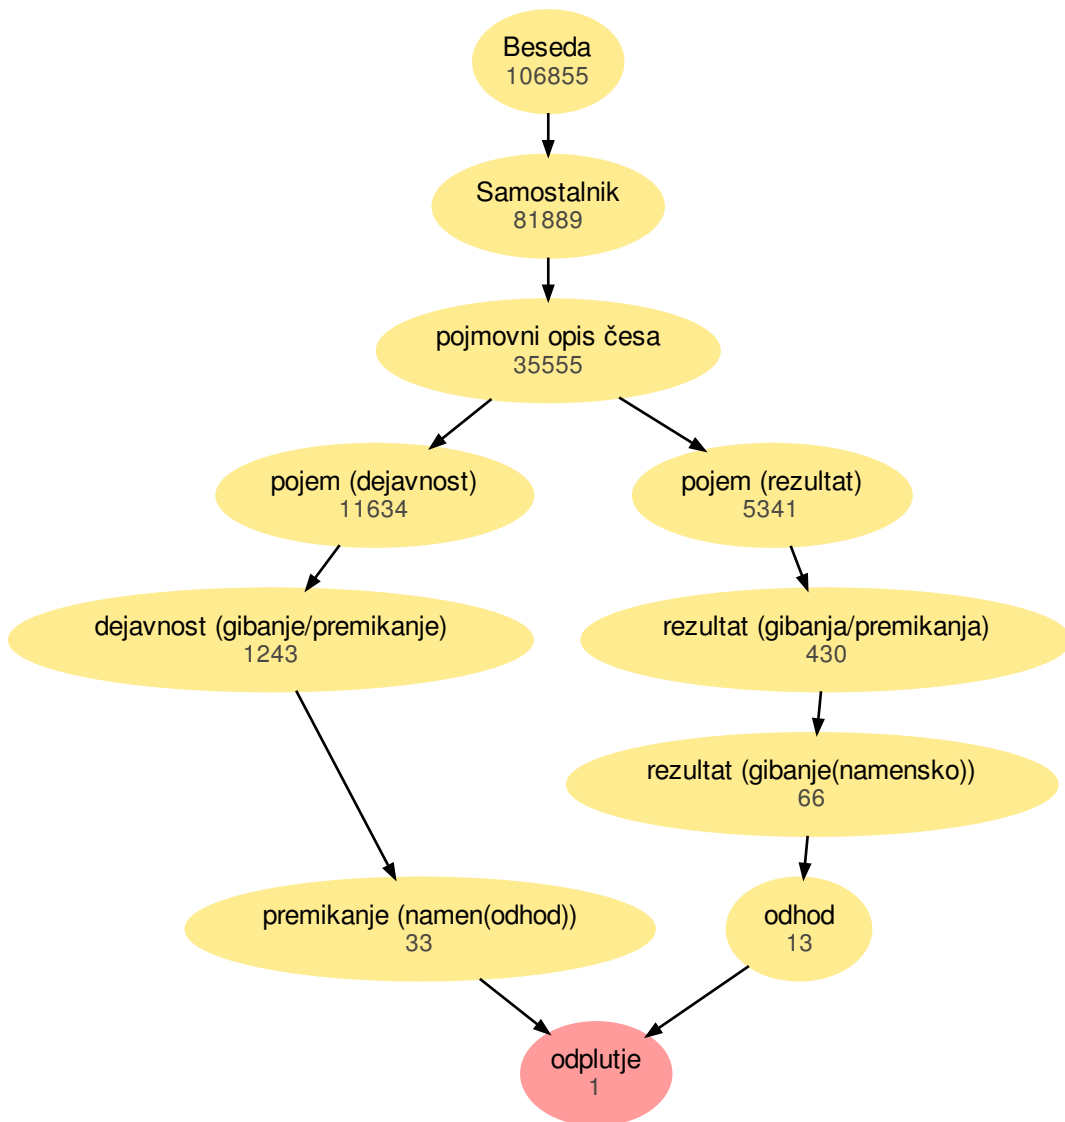 Beseda
106855
Samostalnik
81889
pojmovni opis česa
35555
pojem (dejavnost)
11634
pojem (rezultat)
5341
dejavnost (gibanje/premikanje)
1243
rezultat (gibanja/premikanja)
430
rezultat (gibanje(namensko))
66
premikanje (namen(odhod))
33
odhod
13
odplutje
1